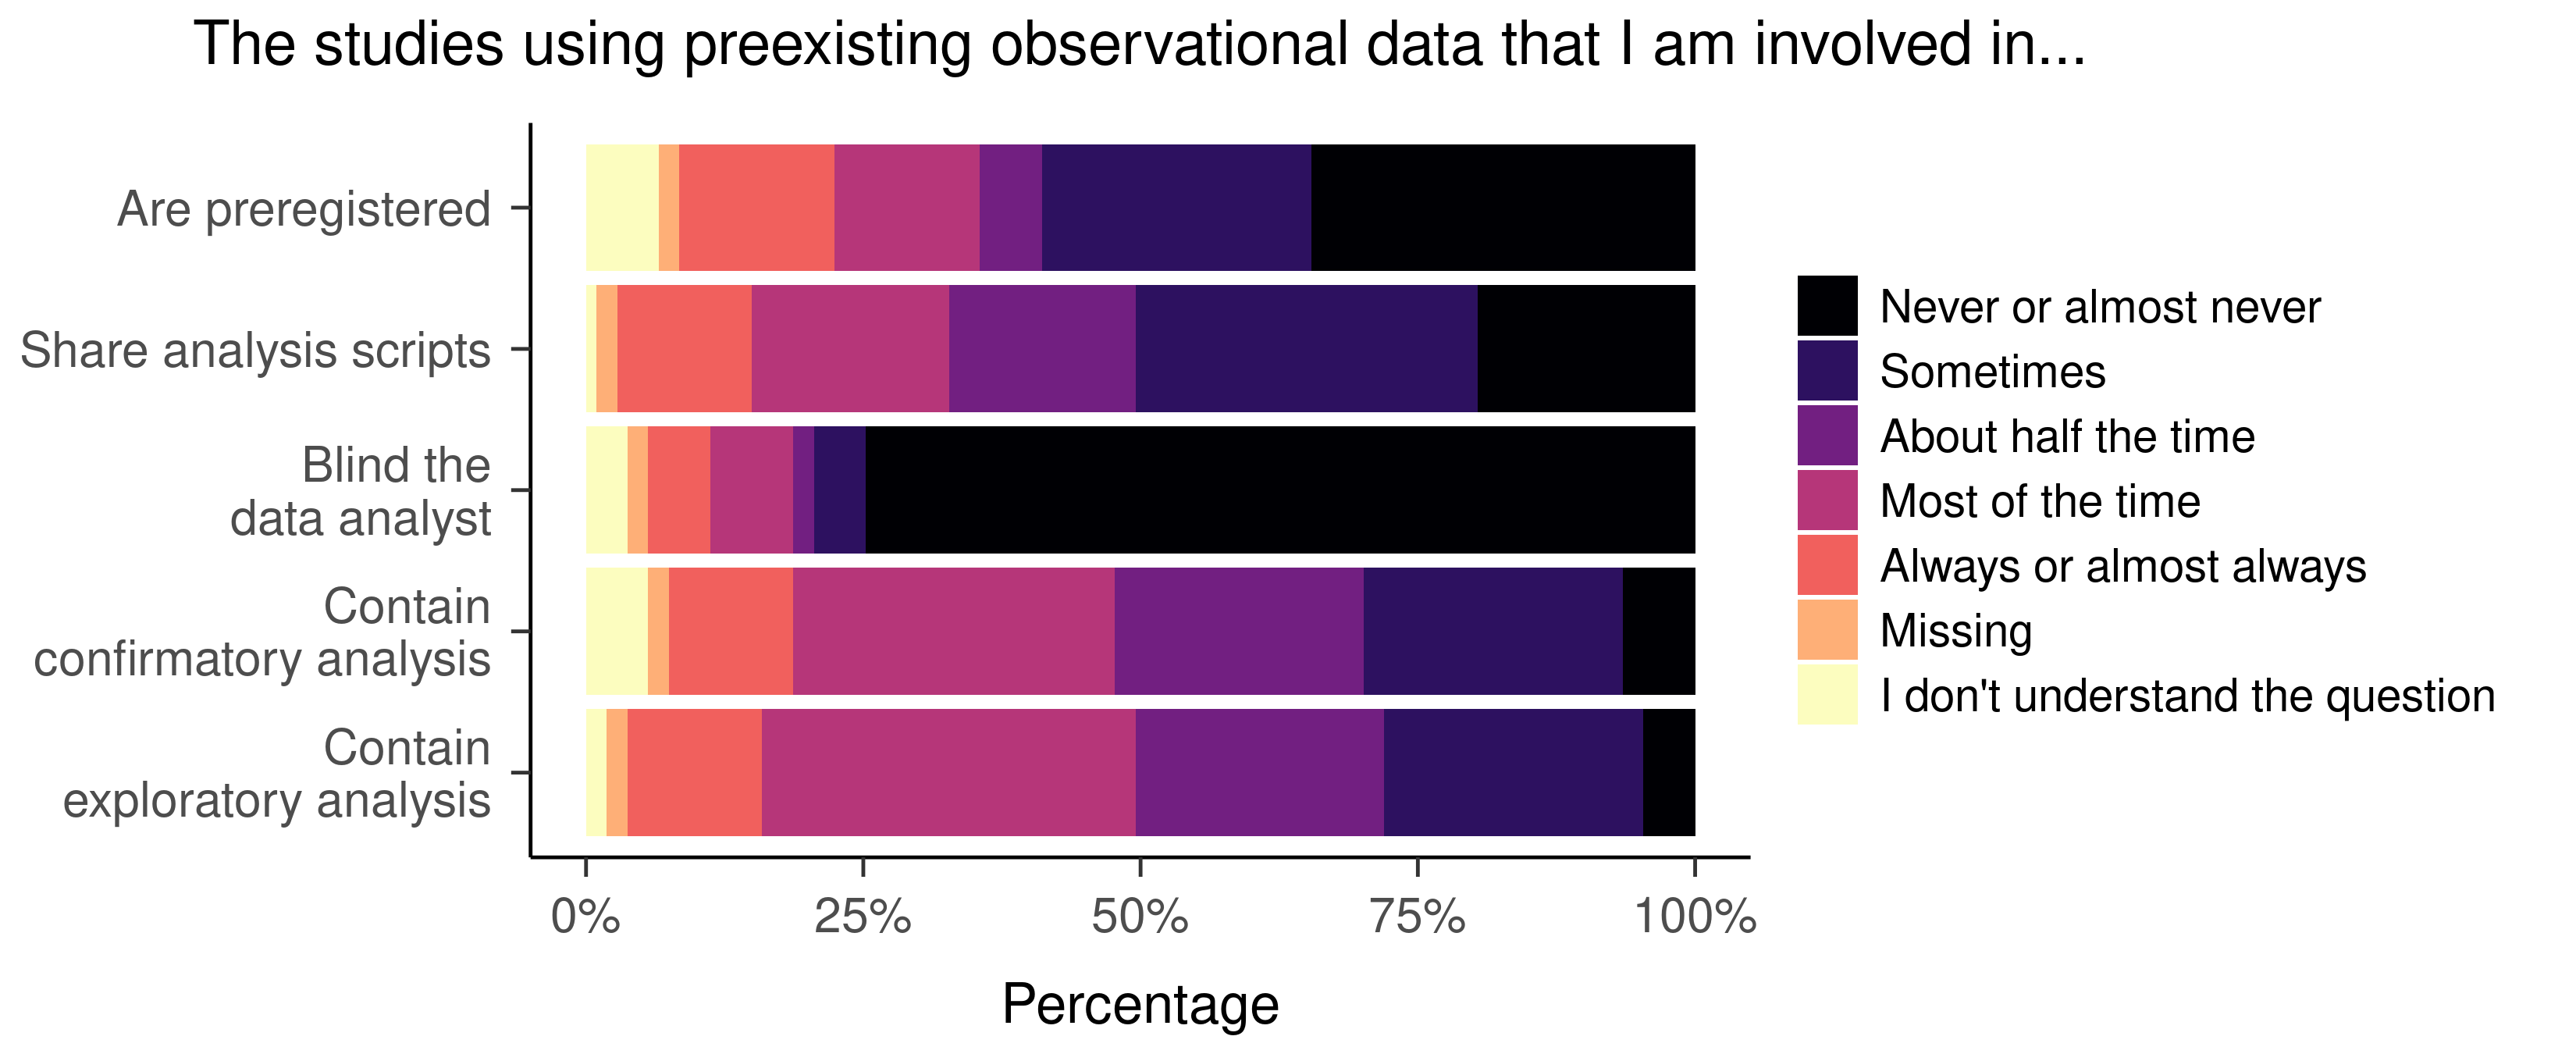 The studies using preexisting observational data that I am involved in...
Are preregistered
Share analysis scripts
Blind the
data analyst
Contain
confirmatory analysis
Contain
exploratory analysis
0%
25%
50%
75%
100%
Percentage
Never or almost never
Sometimes
About half the time
Most of the time
Always or almost always
Missing
I don't understand the question